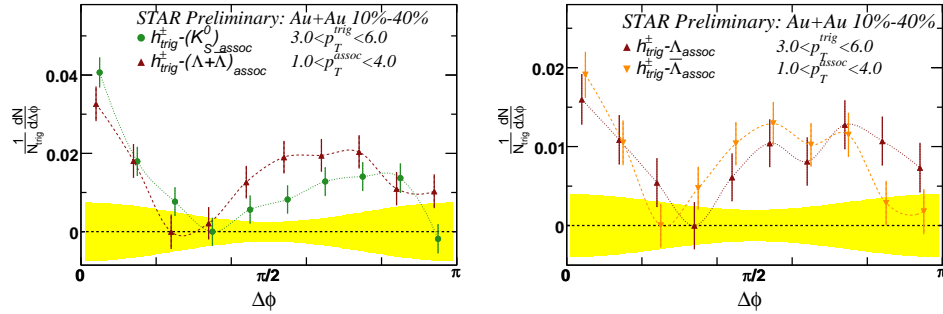 STAR Preliminary: Au+Au 10%-40%
h±trig-(K0S)_assoc 3.0<pTtrig<6.0
h±trig-(Λ+Λ̄)assoc 1.0<pTassoc<4.0
0.04
0.02
0
1/Ntrig dN/dΔφ
0 π/2 π
Δφ
STAR Preliminary: Au+Au 10%-40%
h±trig-Λassoc 3.0<pTtrig<6.0
h±trig-Λ̄assoc 1.0<pTassoc<4.0
0.02
0.01
0
1/Ntrig dN/dΔφ
0 π/2 π
Δφ